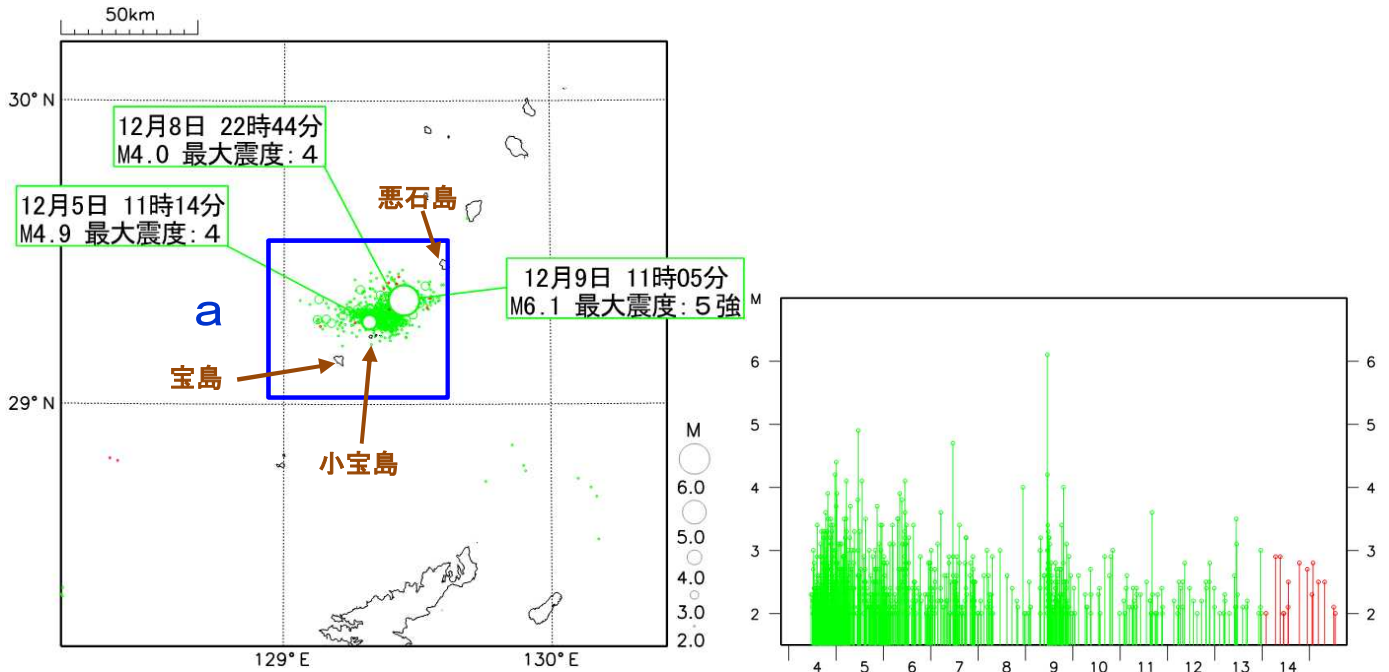 50km
30°N
12月8日 22時44分
M4.0 最大震度:4
悪石島
12月5日 11時14分
M4.9 最大震度:4
12月9日 11時05分
M6.1 最大震度:5強
a
宝島
29°N
小宝島
M
6.0
5.0
4.0
3.0
2.0
129°E
130°E
M
6
5
4
3
2
6
5
4
3
2
4 5 6 7 8 9 10 11 12 13 14